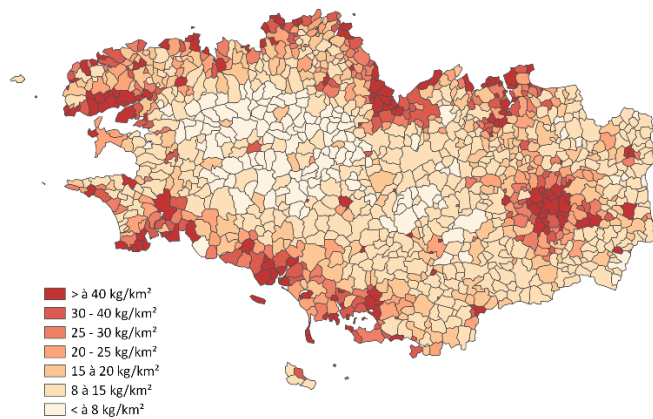 > à 40 kg/km²
30 - 40 kg/km²
25 - 30 kg/km²
20 - 25 kg/km²
15 à 20 kg/km²
8 à 15 kg/km²
< à 8 kg/km²